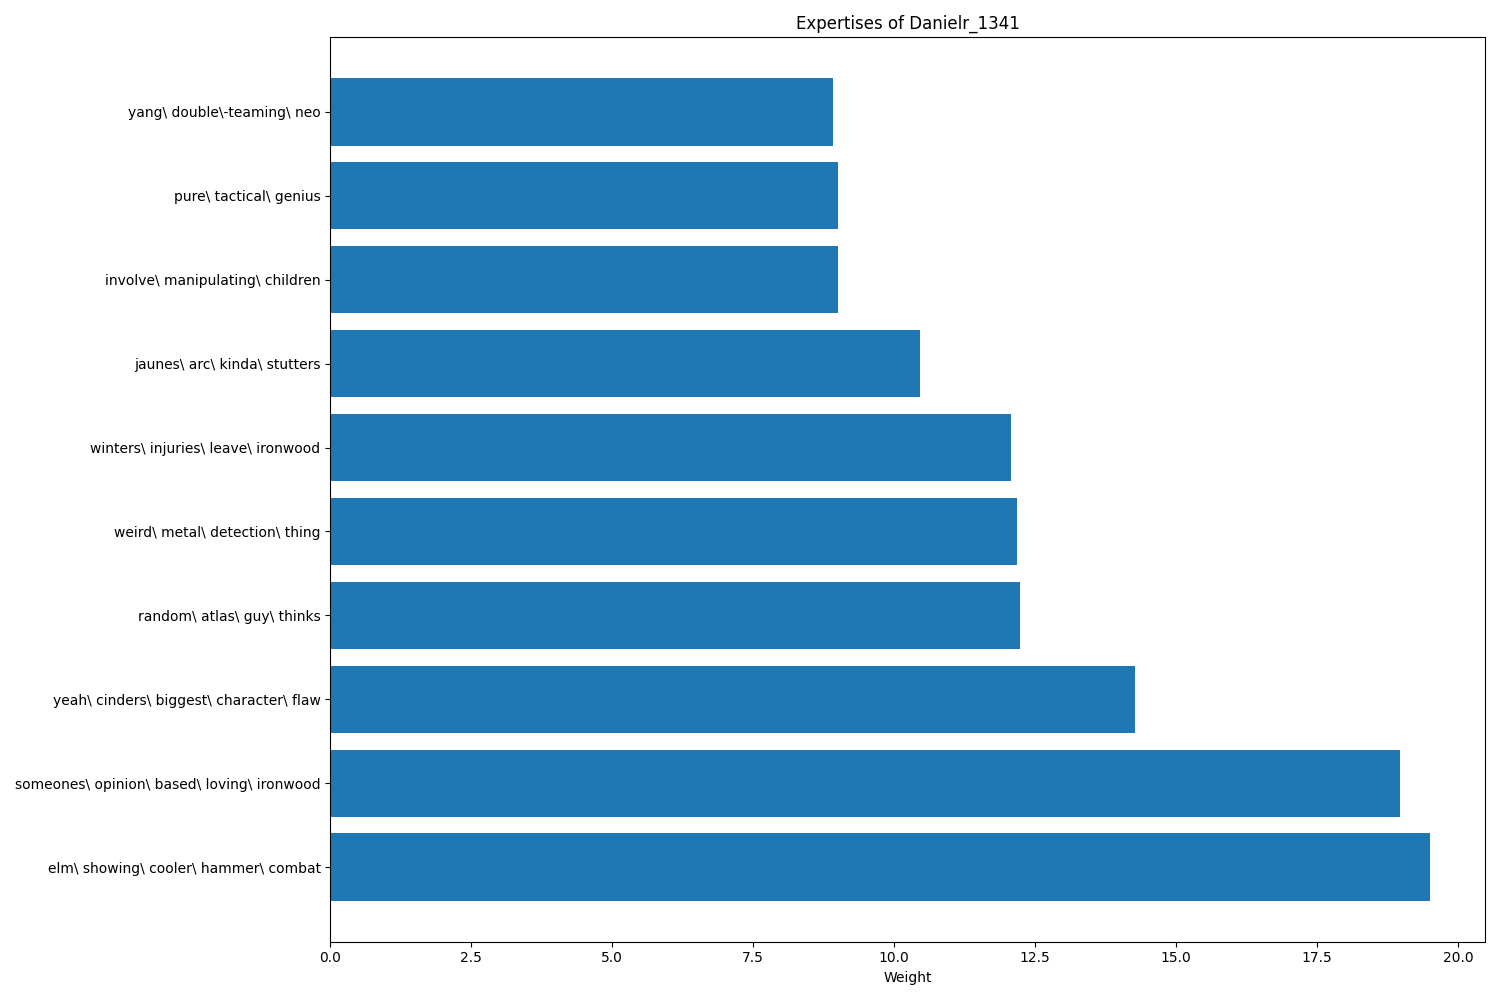 Expertises of Danielr_1341
yang\ double\-teaming\ neo
pure\ tactical\ genius
involve\ manipulating\ children
jaunes\ arc\ kinda\ stutters
winters\ injuries\ leave\ ironwood
weird\ metal\ detection\ thing
random\ atlas\ guy\ thinks
yeah\ cinders\ biggest\ character\ flaw
someones\ opinion\ based\ loving\ ironwood
elm\ showing\ cooler\ hammer\ combat
0.0 2.5 5.0 7.5 10.0 12.5 15.0 17.5 20.0
Weight